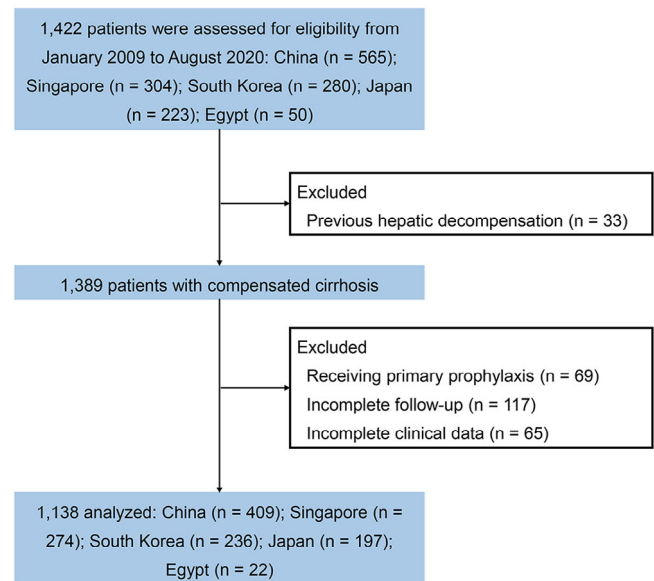 1,422 patients were assessed for eligibility from
January 2009 to August 2020: China (n = 565);
Singapore (n = 304); South Korea (n = 280); Japan
(n = 223); Egypt (n = 50)
Excluded
Previous hepatic decompensation (n = 33)
1,389 patients with compensated cirrhosis
Excluded
Receiving primary prophylaxis (n = 69)
Incomplete follow-up (n = 117)
Incomplete clinical data (n = 65)
1,138 analyzed: China (n = 409); Singapore (n =
274); South Korea (n = 236); Japan (n = 197);
Egypt (n = 22)